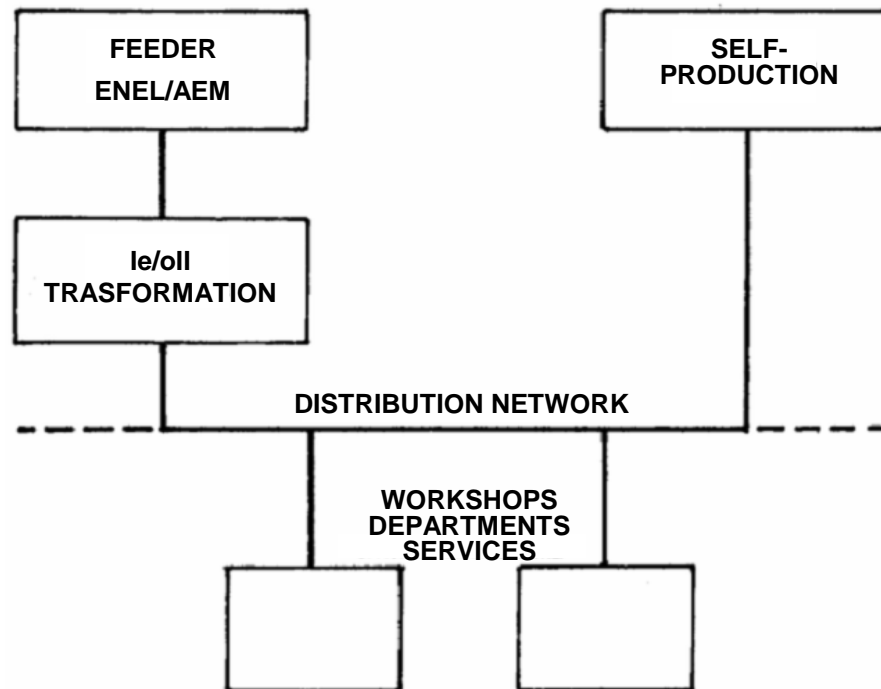 FEEDER
ENEL/AEM
SELF-
PRODUCTION
Ie/oII
TRASFORMATION
DISTRIBUTION NETWORK
WORKSHOPS
DEPARTMENTS
SERVICES